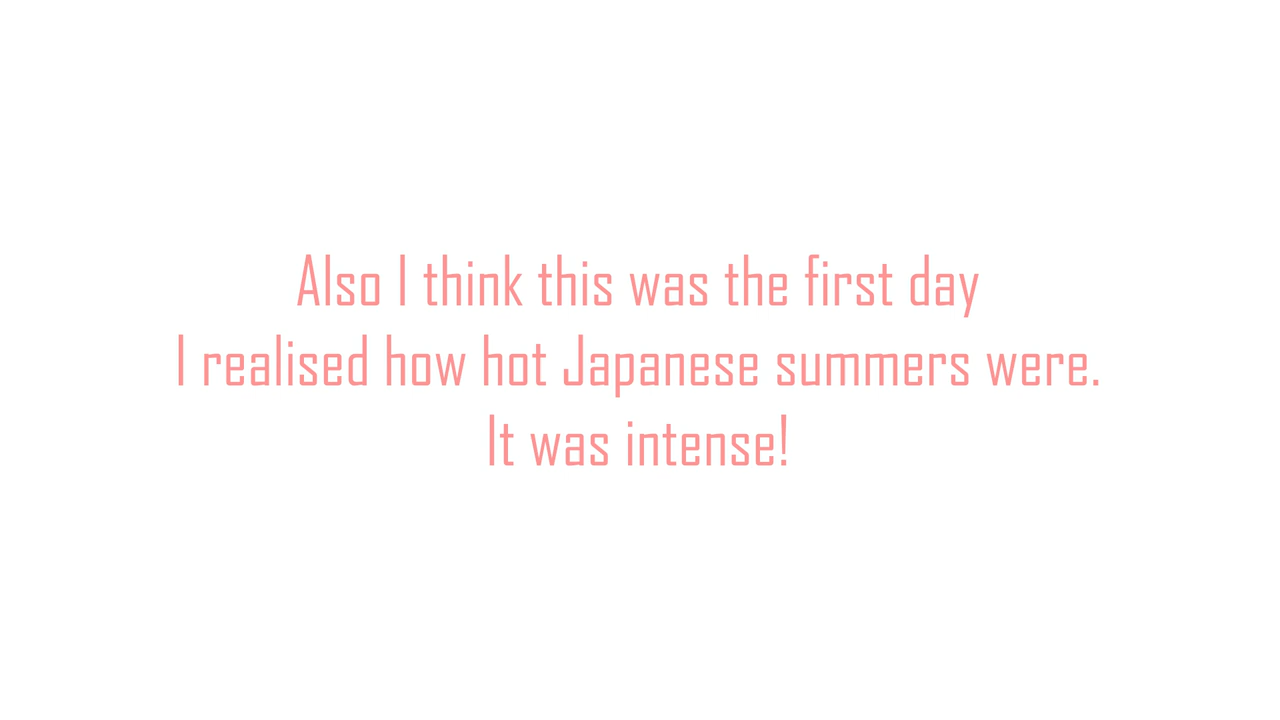 Also I think this was the first day
I realised how hot Japanese summers were.
It was intense!